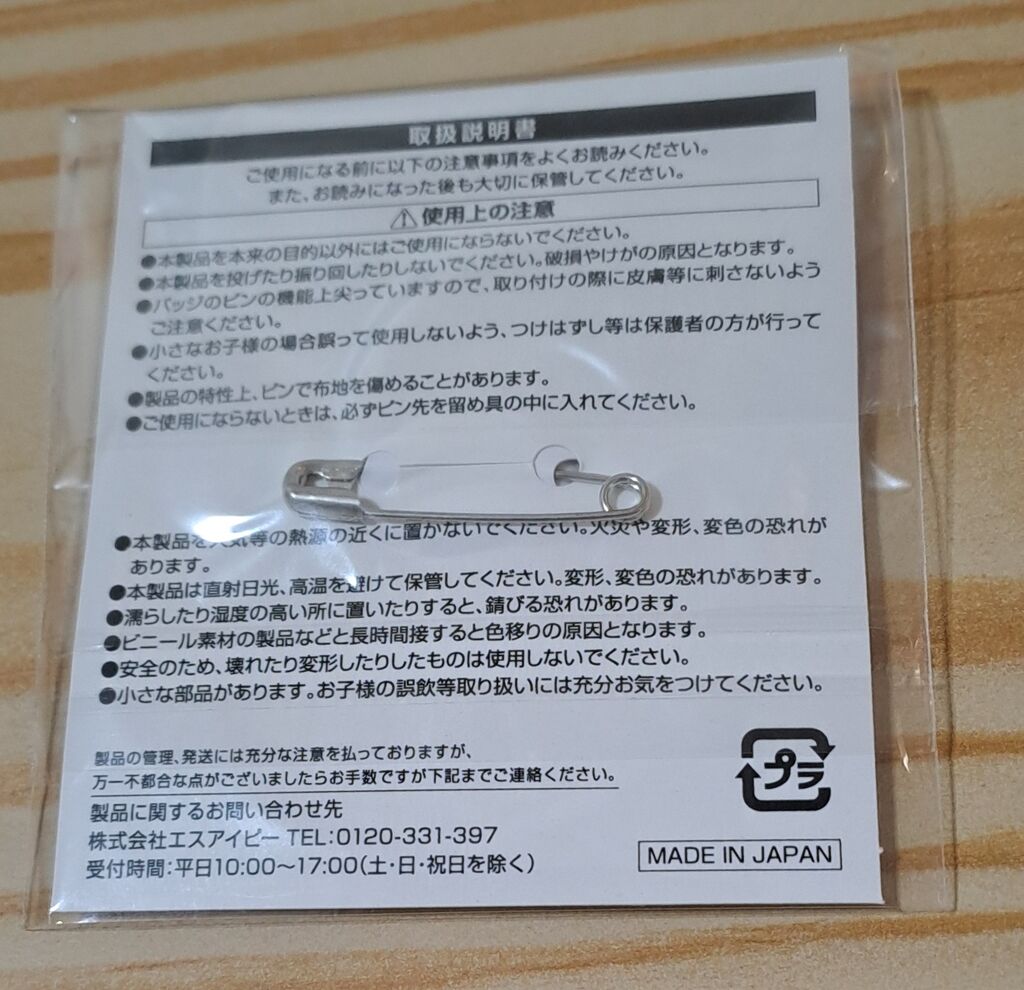 取扱説明書
ご使用になる前に以下の注意事項をよくお読みください。
また、お読みになった後も大切に保管してください。
⚠使用上の注意
●本製品を本来の目的以外にはご使用にならないでください。
●本製品を投げたり振り回したりしないでください。破損やけがの原因となります。
●バッジのピンの機能上尖っていますので、取り付けの際に皮膚等に刺さないよう
ご注意ください。
●小さなお子様の場合誤って使用しないよう、つけはずし等は保護者の方が行って
ください。
●製品の特性上、ピンで布地を傷めることがあります。
●ご使用にならないときは、必ずピン先を留め具の中に入れてください。
●本製品を火気等の熱源の近くに置かないでください。火災や変形、変色の恐れが
あります。
●本製品は直射日光、高温を避けて保管してください。変形、変色の恐れがあります。
●濡らしたり湿度の高い所に置いたりすると、錆びる恐れがあります。
●ビニール素材の製品などと長時間接すると色移りの原因となります。
●安全のため、壊れたり変形したりしたものは使用しないでください。
●小さな部品があります。お子様の誤飲等取り扱いには充分お気をつけてください。
製品の管理、発送には充分な注意を払っておりますが、
万一不都合な点がございましたらお手数ですが下記までご連絡ください。
製品に関するお問い合わせ先
株式会社エスアイピー TEL:0120-331-397
受付時間:平日10:00～17:00(土・日・祝日を除く)
プラ
MADE IN JAPAN